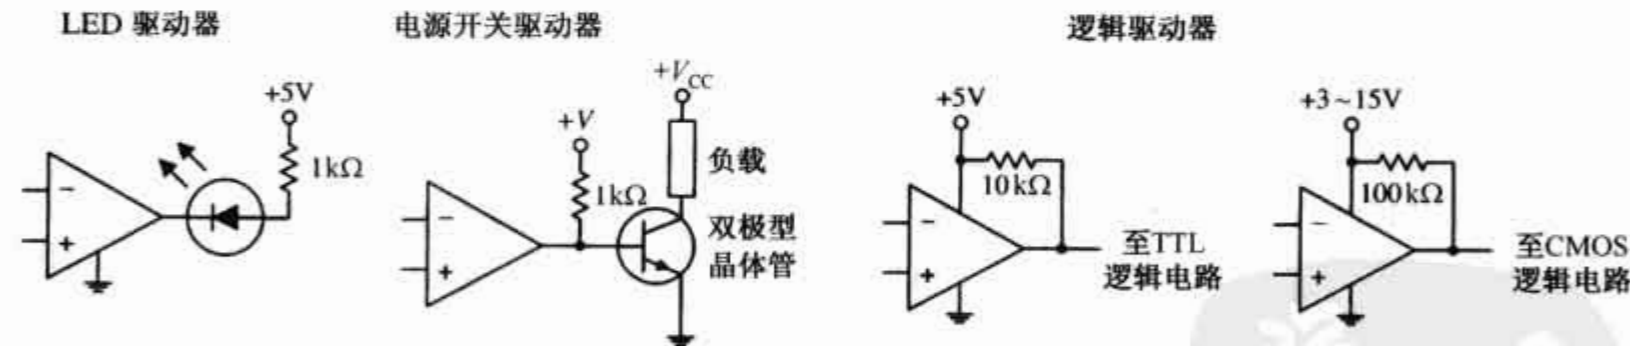 LED 驱动器
电源开关驱动器
逻辑驱动器
+5V
1kΩ
−
+
+V
1kΩ
+V_CC
负载
双极型
晶体管
−
+
+5V
10kΩ
−
+
至TTL
逻辑电路
+3~15V
100kΩ
−
+
至CMOS
逻辑电路